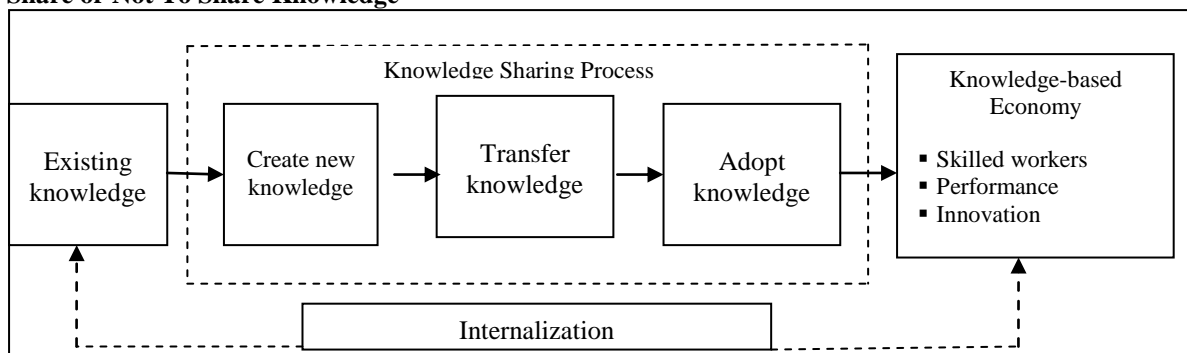 Share or Not To Share Knowledge
Knowledge Sharing Process
Existing
knowledge
Create new
knowledge
Transfer
knowledge
Adopt
knowledge
Knowledge-based
Economy
▪ Skilled workers
▪ Performance
▪ Innovation
Internalization